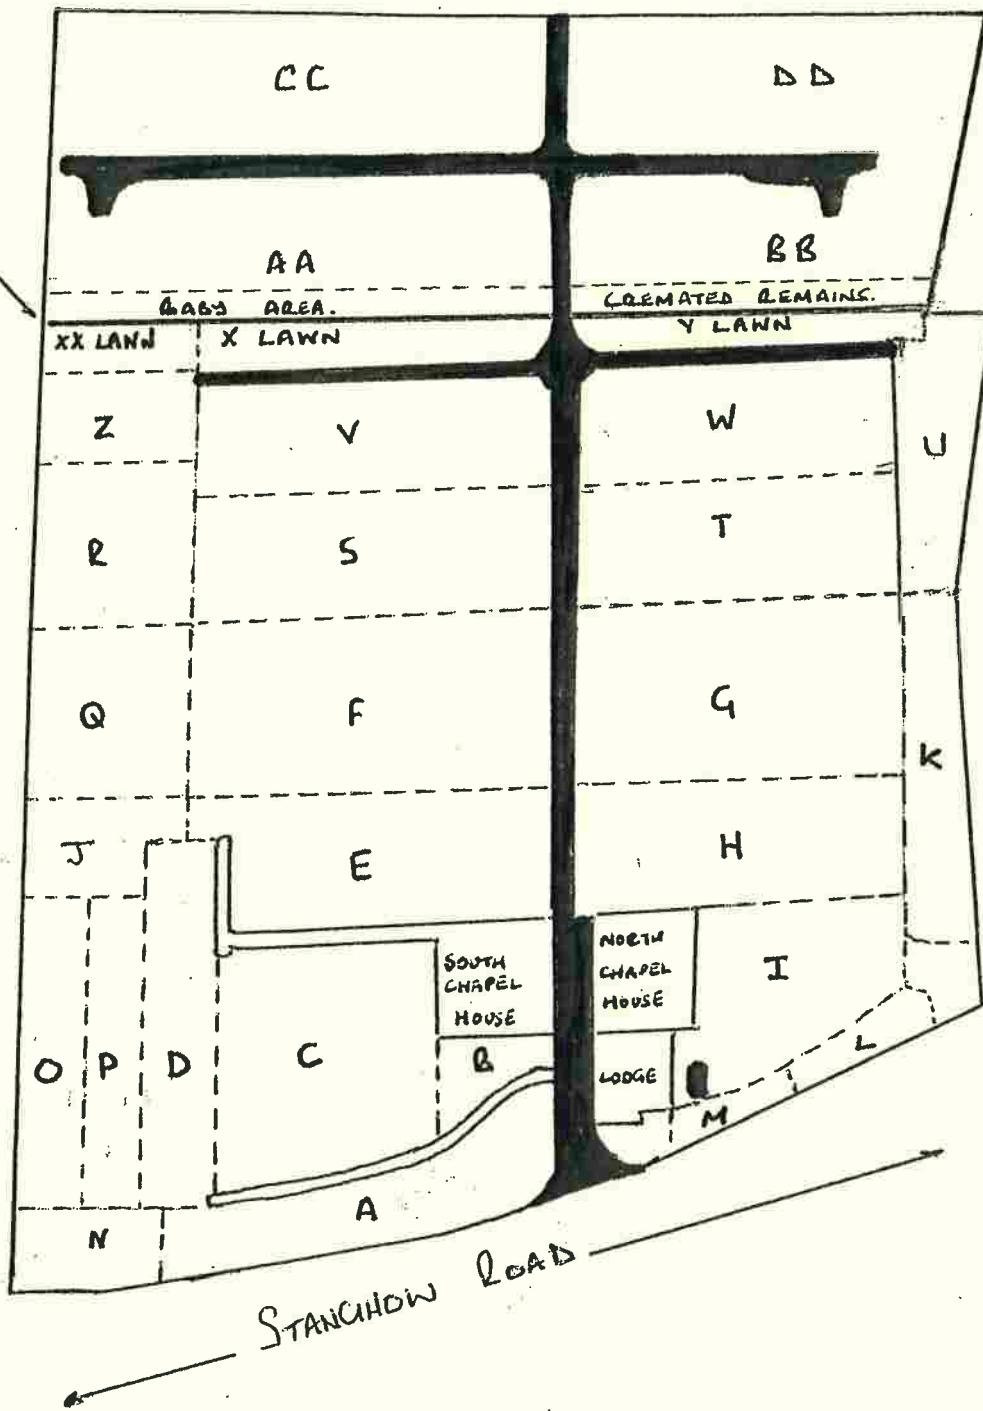 CC
DD
AA
BB
BABY AREA.
CREMATED REMAINS.
XX LAWN
X LAWN
Y LAWN
Z
V
W
U
R
S
T
Q
F
G
K
J
E
H
SOUTH
CHAPEL
HOUSE
NORTH
CHAPEL
HOUSE
I
O
P
D
C
B
LODGE
L
M
A
N
STANGHOW ROAD